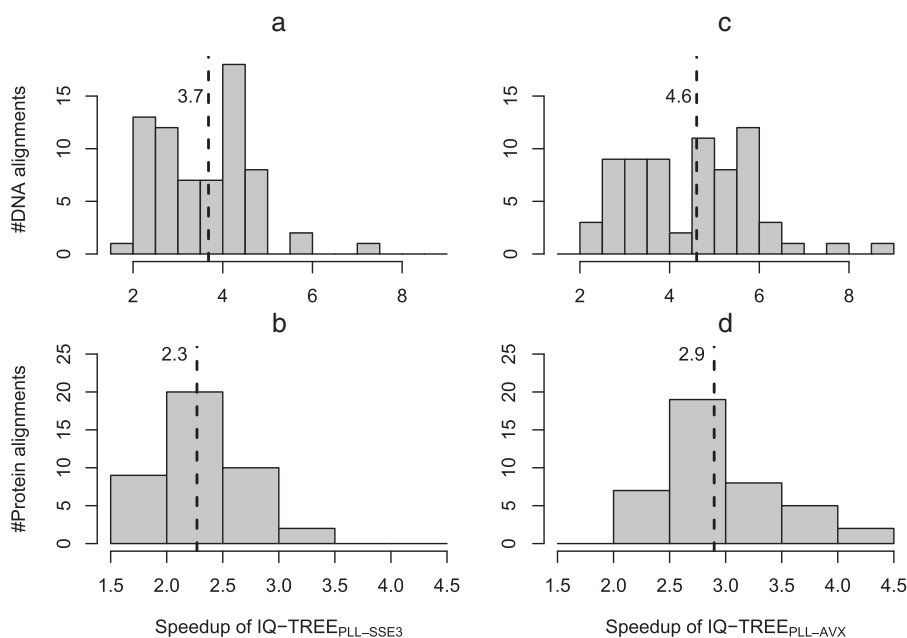 a
#DNA alignments
0 5 10 15
3.7
2 4 6 8
c
0 5 10 15
4.6
2 4 6 8
b
#Protein alignments
0 5 10 15 20 25
2.3
1.5 2.0 2.5 3.0 3.5 4.0 4.5
Speedup of IQ−TREEPLL−SSE3
d
0 5 10 15 20 25
2.9
1.5 2.0 2.5 3.0 3.5 4.0 4.5
Speedup of IQ−TREEPLL−AVX